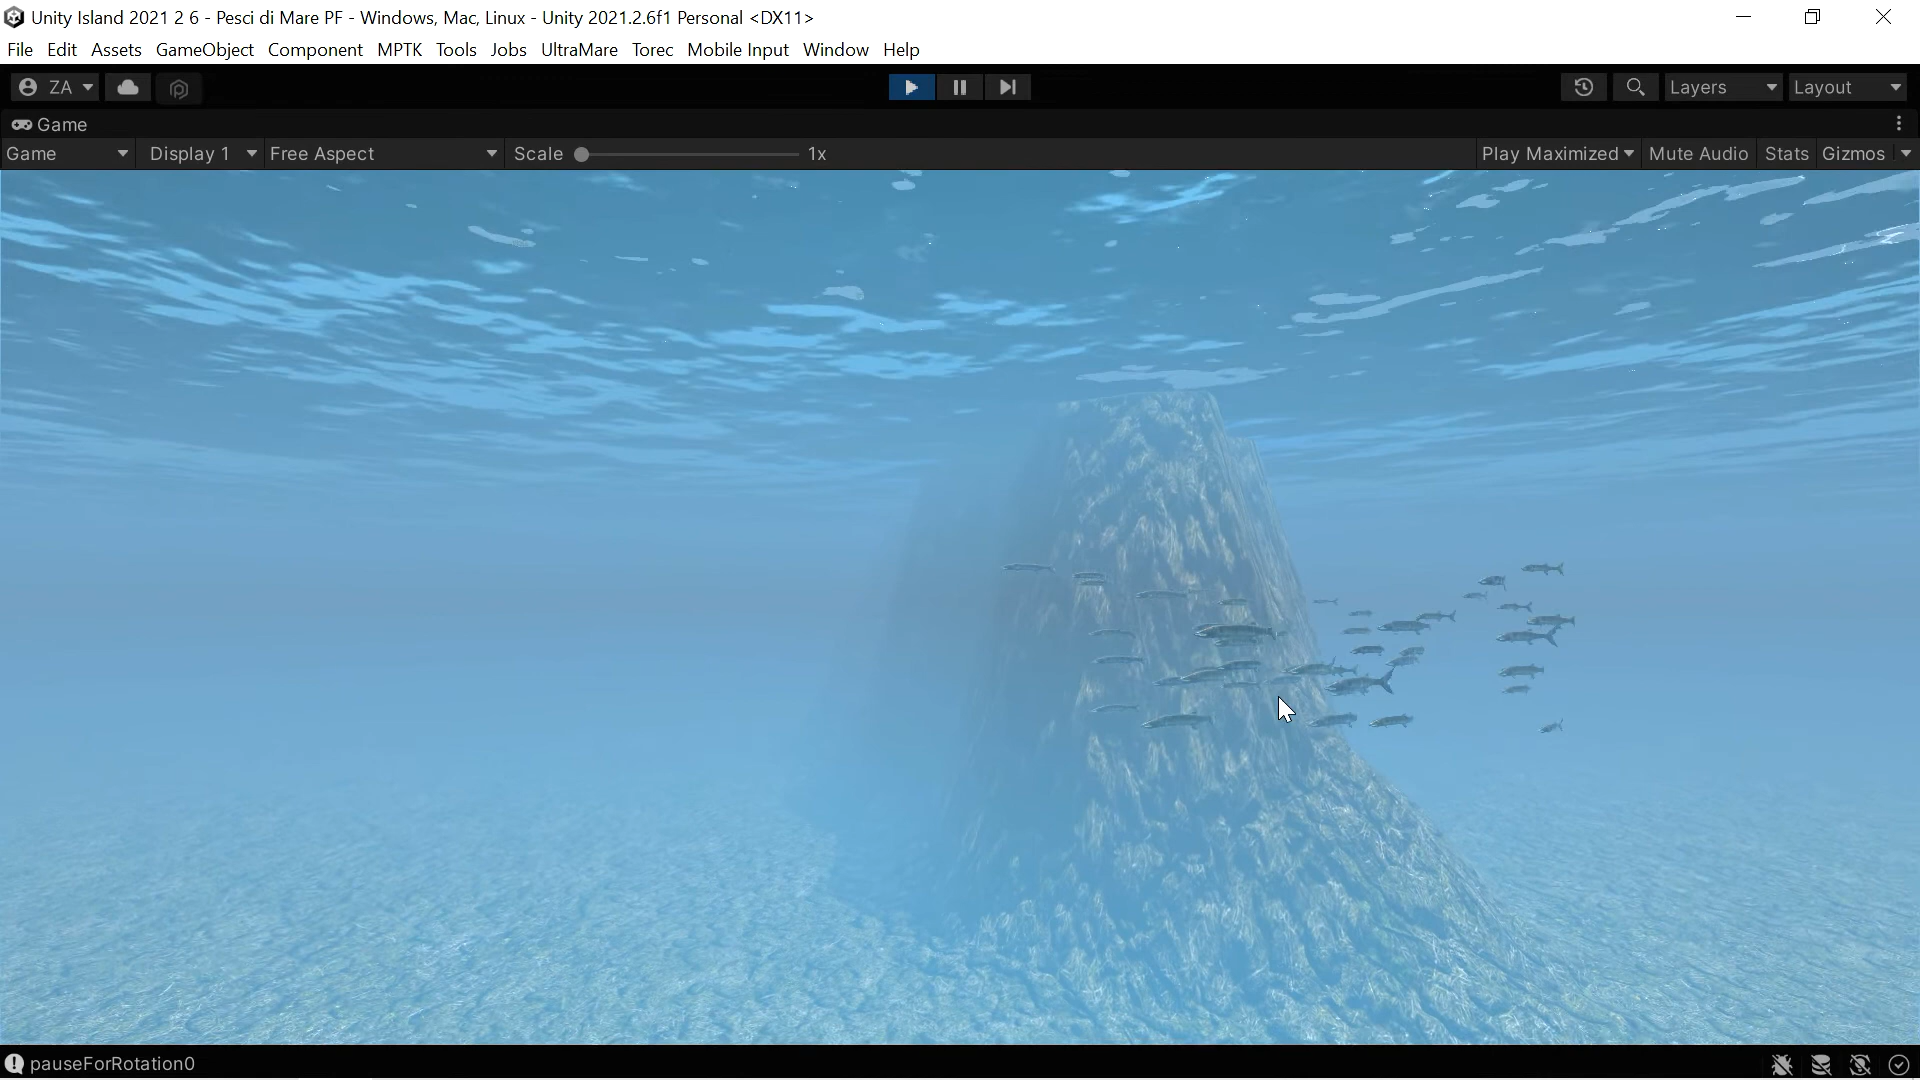 Unity Island 2021 2 6 - Pesci di Mare PF - Windows, Mac, Linux - Unity 2021.2.6f1 Personal <DX11>
File Edit Assets GameObject Component MPTK Tools Jobs UltraMare Torec Mobile Input Window Help
ZA Layers Layout
Game
Game Display 1 Free Aspect Scale 1x Play Maximized Mute Audio Stats Gizmos
pauseForRotation0